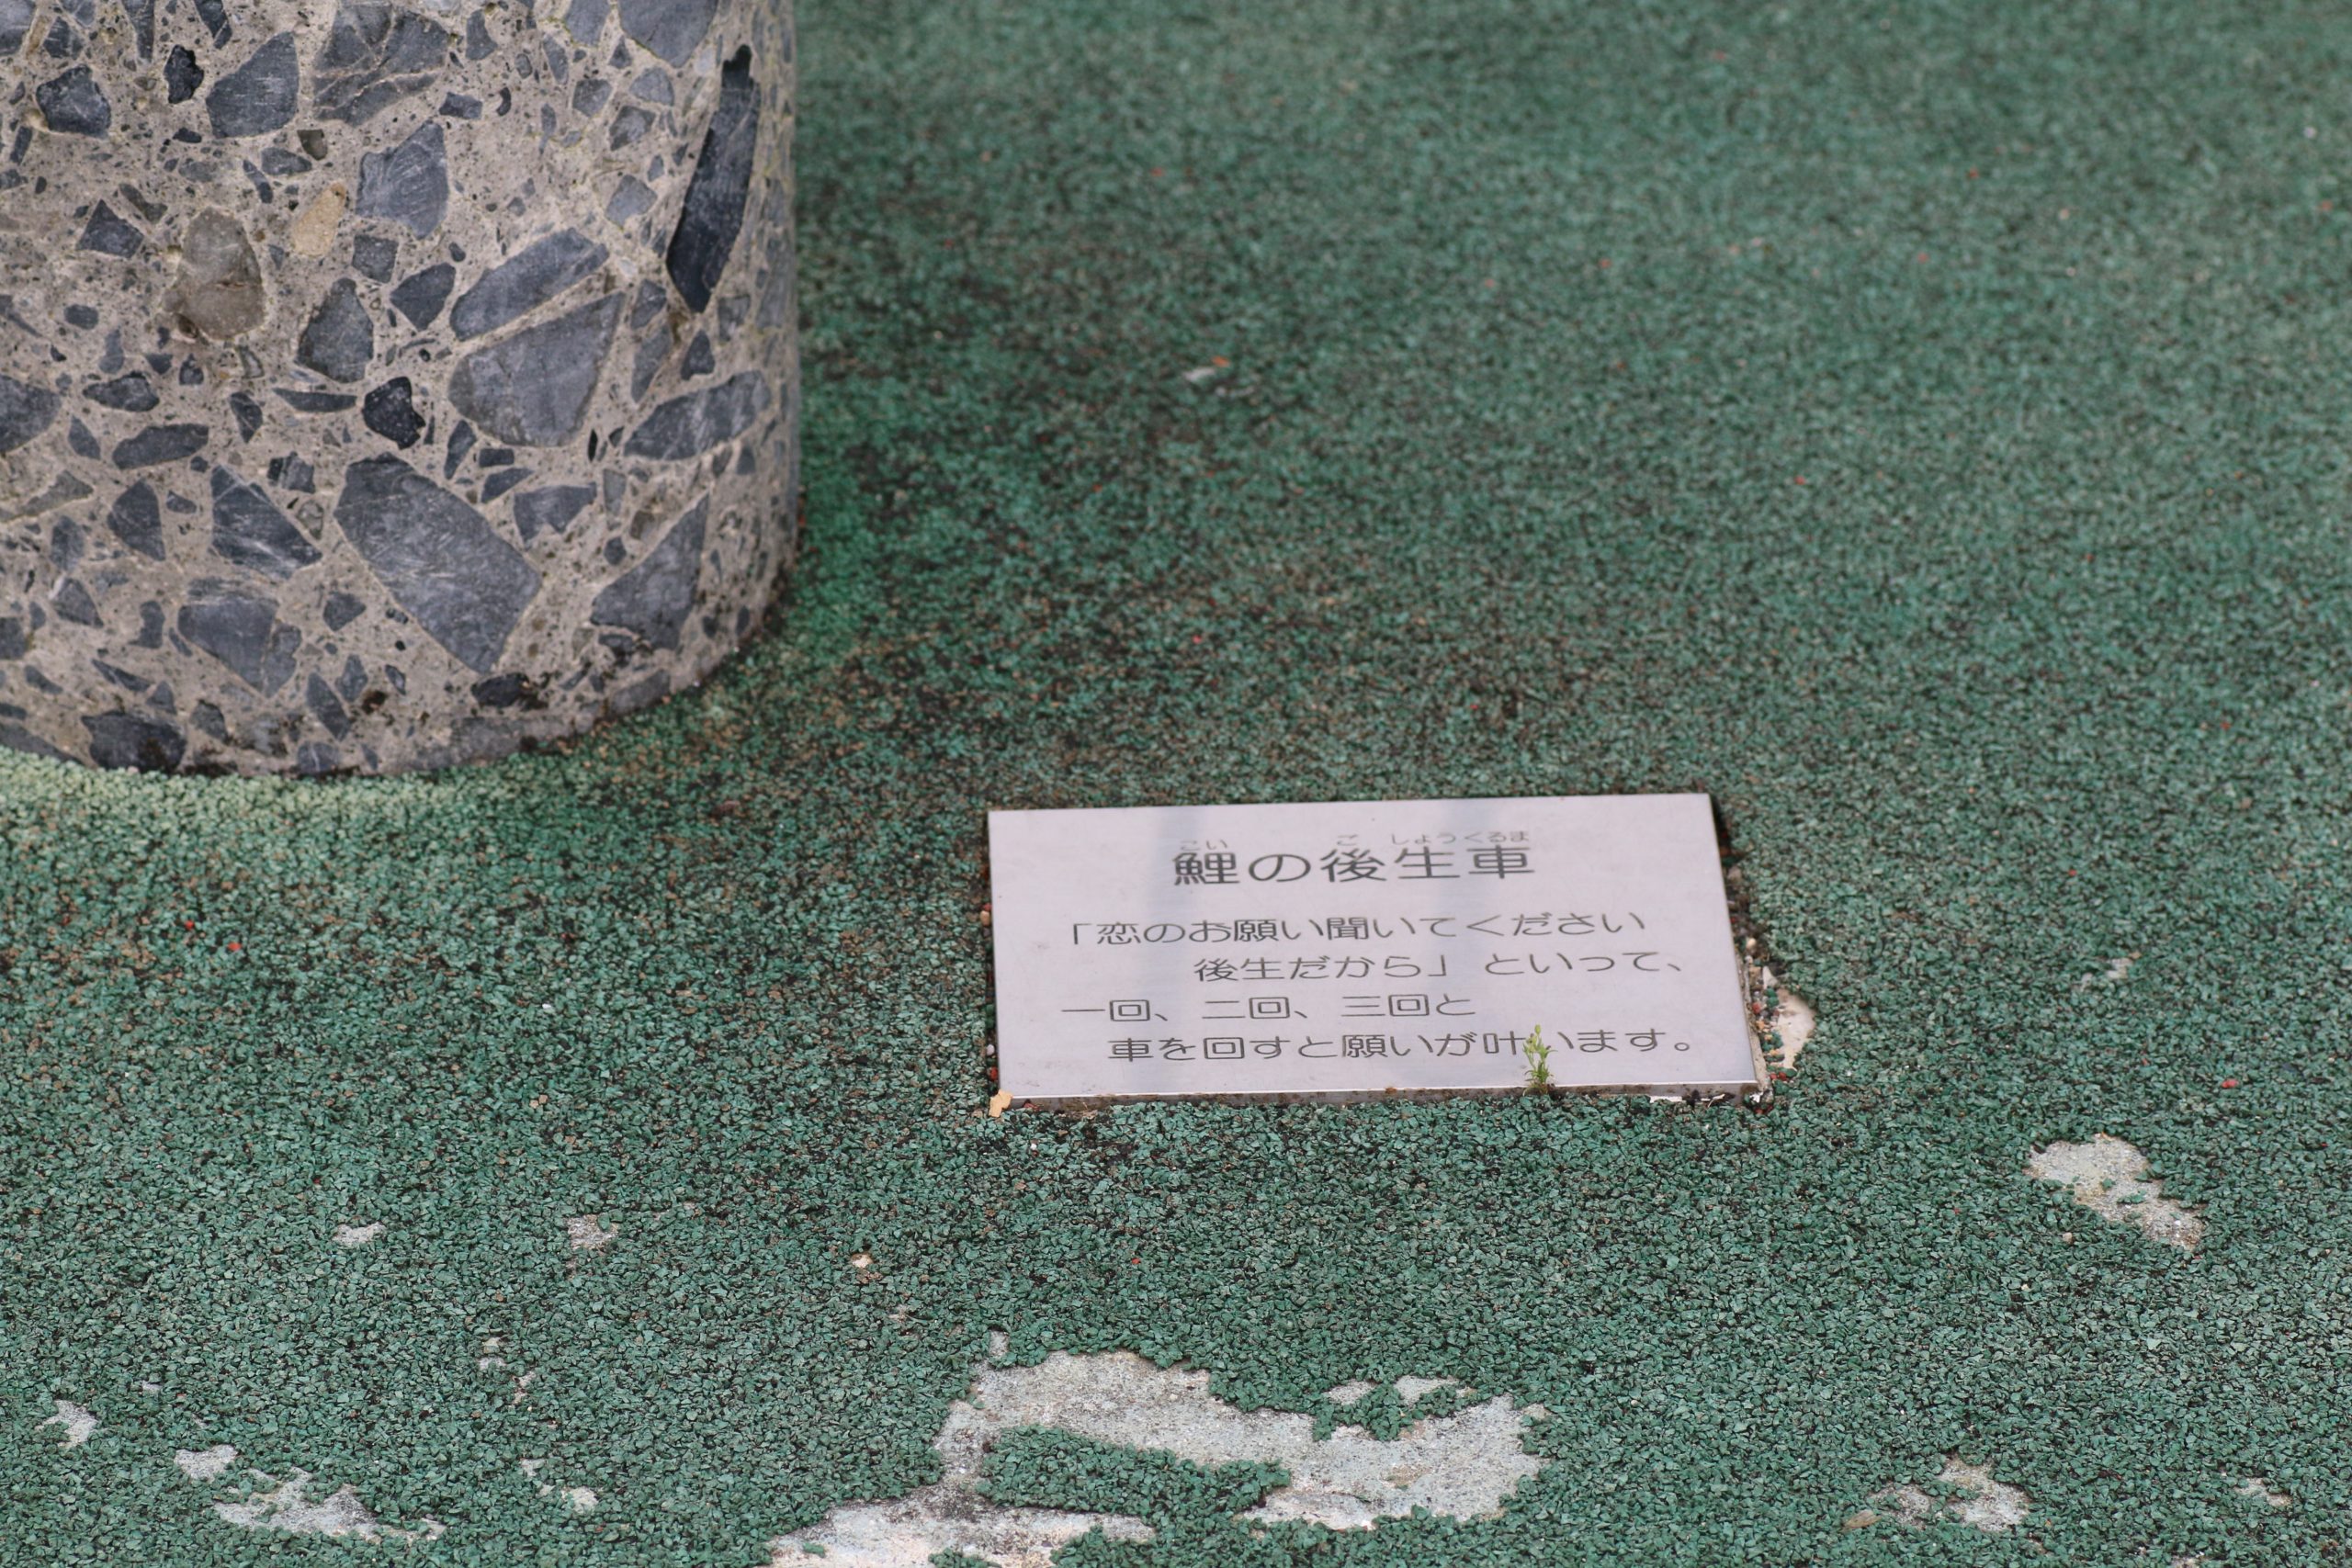 こい ご しょうくるま
鯉の後生車
「恋のお願い聞いてください
後生だから」といって、
一回、二回、三回と
車を回すと願いが叶います。